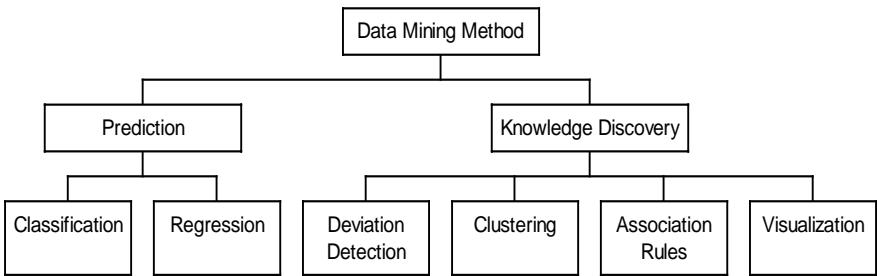 Data Mining Method
Prediction
Knowledge Discovery
Classification
Regression
Deviation
Detection
Clustering
Association
Rules
Visualization